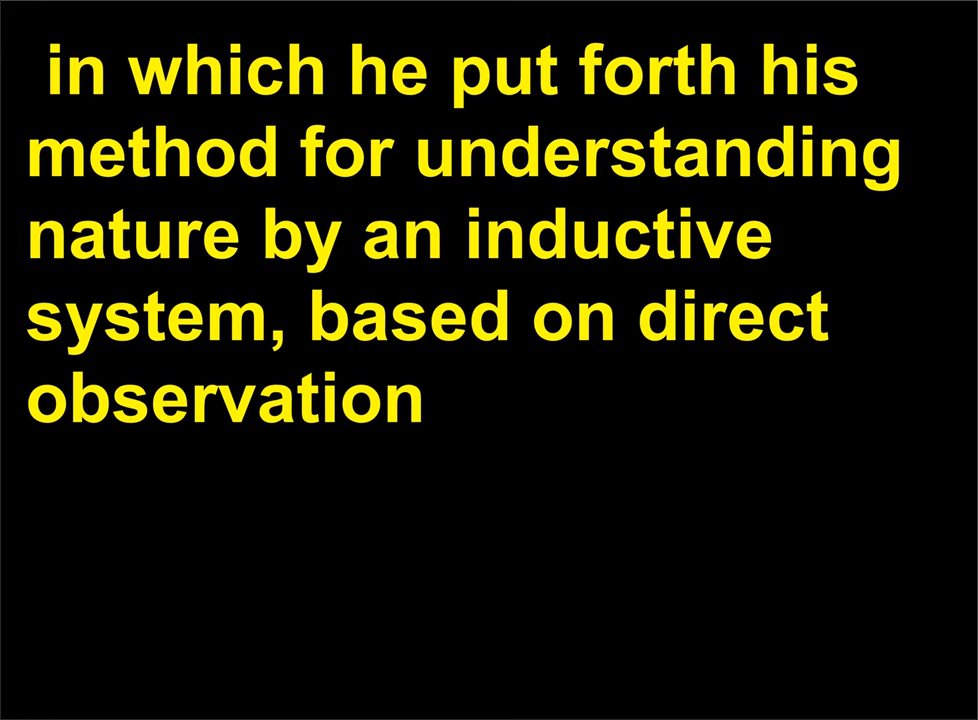 in which he put forth his
method for understanding
nature by an inductive
system, based on direct
observation